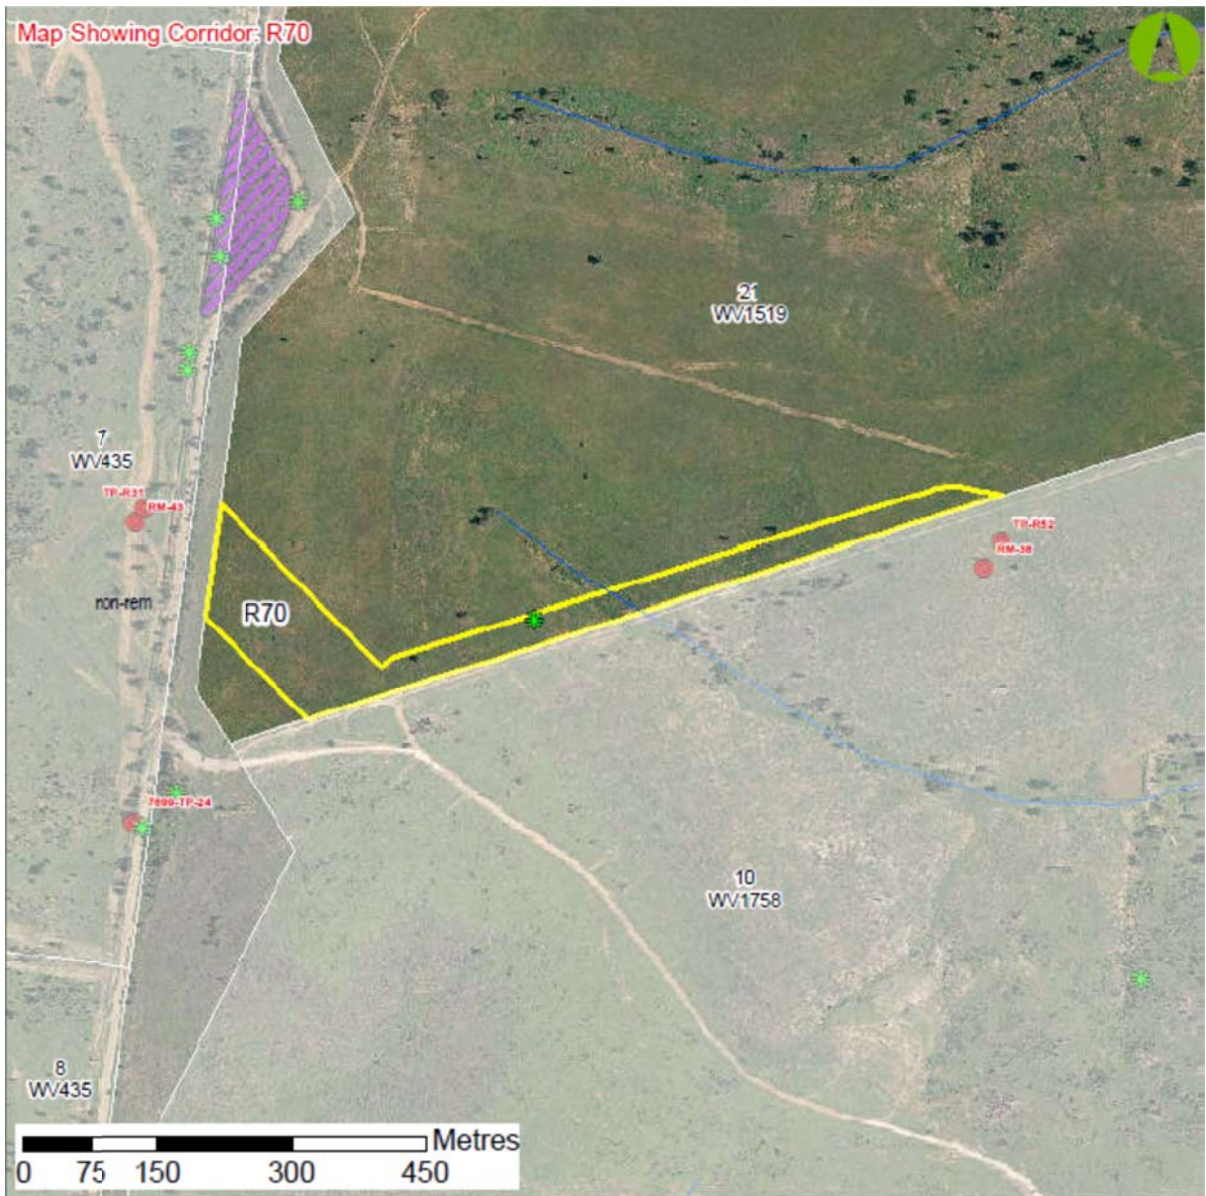 Map Showing Corridor: R70
21
WV1519
7
WV435
TP-R31
RM-43
TP-R52
RM-38
non-rem
R70
7699-TP-24
10
WV1758
8
WV435
Metres
0 75 150 300 450